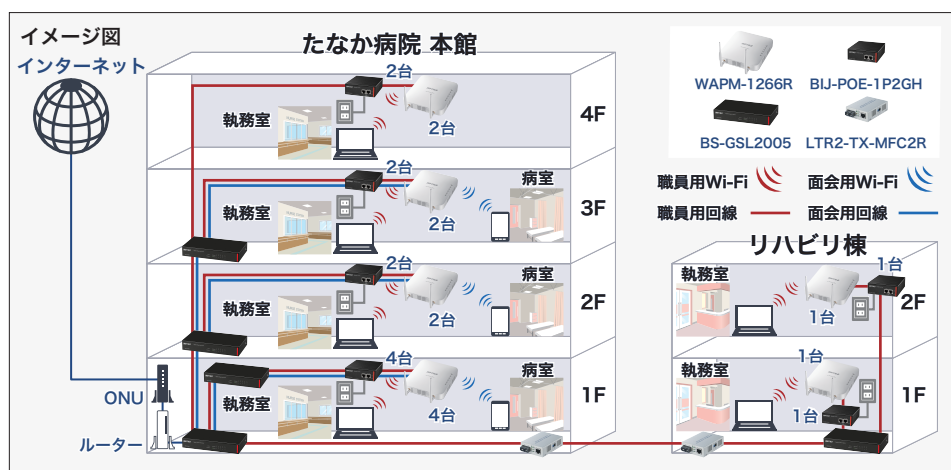 イメージ図
インターネット
たなか病院 本館
WAPM-1266R
BIJ-POE-1P2GH
BS-GSL2005
LTR2-TX-MFC2R
職員用Wi-Fi
面会用Wi-Fi
職員用回線
面会用回線
2台
執務室
2台
4F
2台
病室
執務室
2台
3F
2台
病室
執務室
2台
2F
4台
病室
執務室
4台
1F
ONU
ルーター
リハビリ棟
執務室
1台
1台
2F
執務室
1台
1台
1F